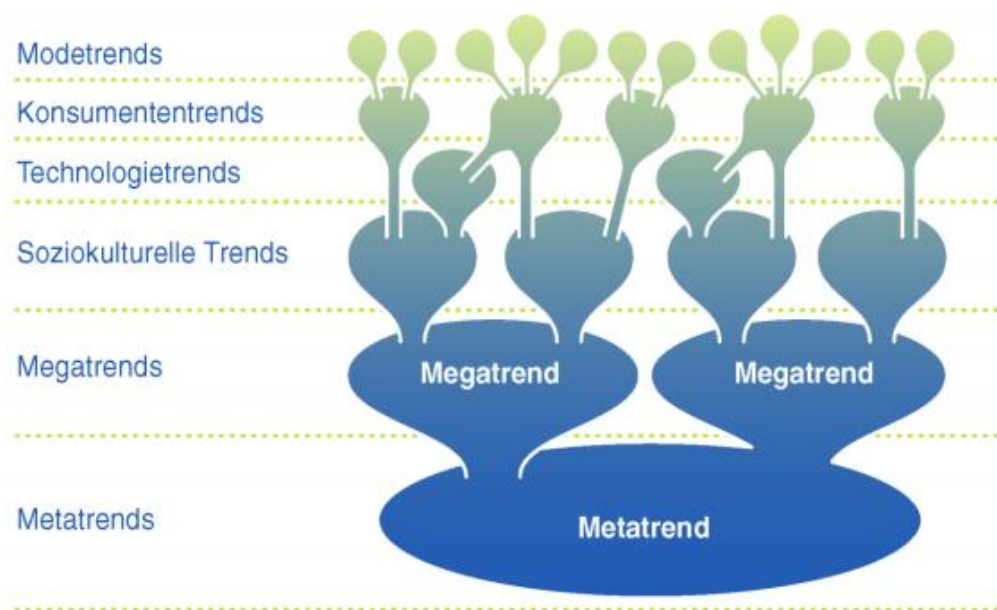 Modetrends
Konsumententrends
Technologietrends
Soziokulturelle Trends
Megatrends
Megatrend
Megatrend
Metatrends
Metatrend